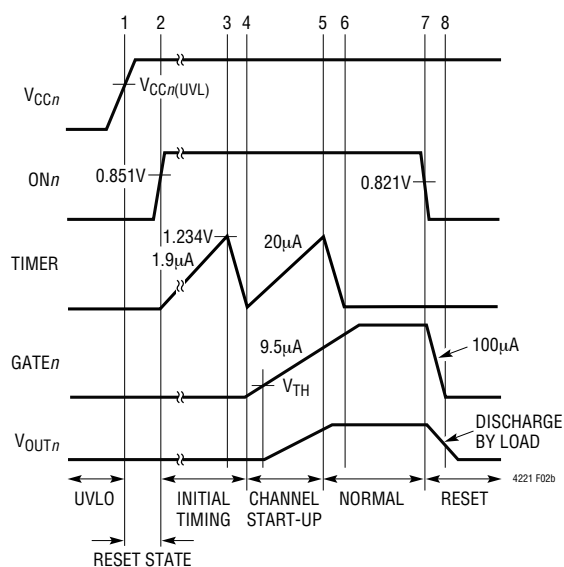 1 2 3 4 5 6 7 8
VCCn
VCCn(UVL)
ONn
0.851V
0.821V
TIMER
1.234V
1.9µA
20µA
GATEn
9.5µA
VTH
100µA
VOUTn
DISCHARGE
BY LOAD
4221 F02b
UVLO
INITIAL
TIMING
CHANNEL
START-UP
NORMAL
RESET
RESET STATE